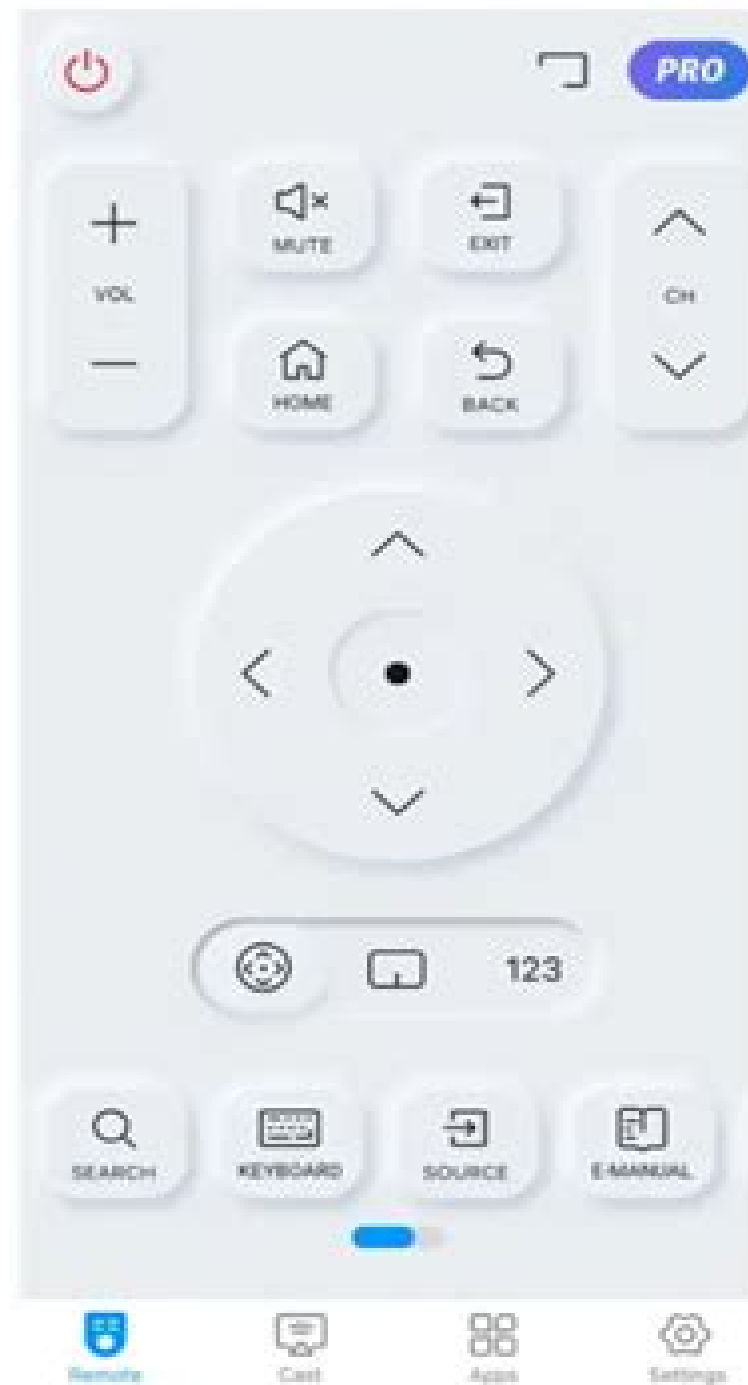 PRO
MUTE
EXIT
VOL
CH
HOME
BACK
123
SEARCH
KEYBOARD
SOURCE
E-MANUAL
Remote
Cast
Apps
Settings